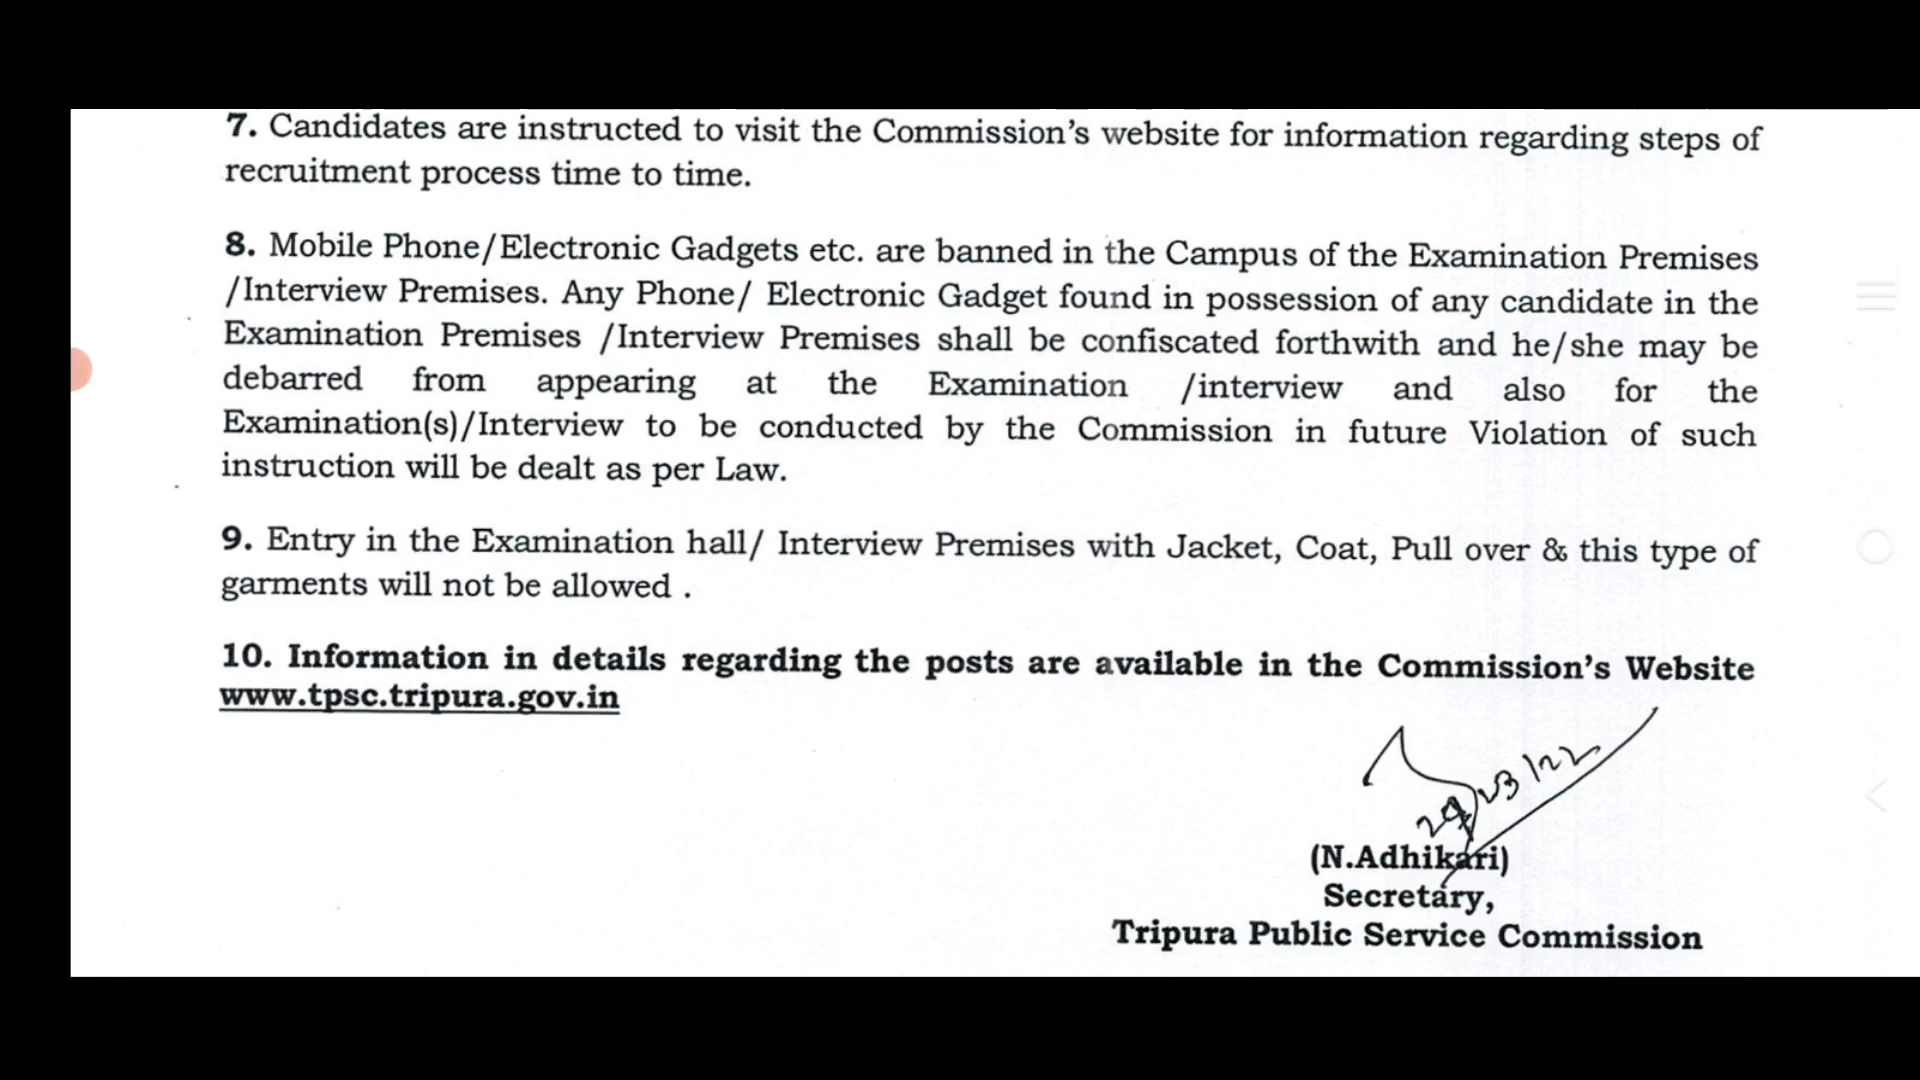 7. Candidates are instructed to visit the Commission's website for information regarding steps of
recruitment process time to time.
8. Mobile Phone/Electronic Gadgets etc. are banned in the Campus of the Examination Premises
/Interview Premises. Any Phone/ Electronic Gadget found in possession of any candidate in the
Examination Premises /Interview Premises shall be confiscated forthwith and he/she may be
debarred from appearing at the Examination /interview and also for the
Examination(s)/Interview to be conducted by the Commission in future Violation of such
instruction will be dealt as per Law.
9. Entry in the Examination hall/ Interview Premises with Jacket, Coat, Pull over & this type of
garments will not be allowed .
10. Information in details regarding the posts are available in the Commission's Website
www.tpsc.tripura.gov.in
(N.Adhikari)
Secretary,
Tripura Public Service Commission